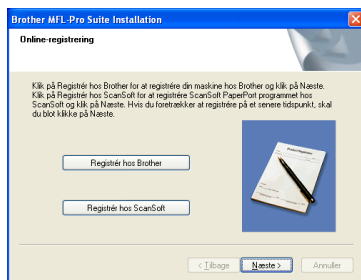 Brother MFL-Pro Suite Installation
Online-registrering
Klik på Registrér hos Brother for at registrére din maskine hos Brother og klik på Næste.
Klik på Registrér hos ScanSoft for at registrére ScanSoft PaperPort programmet hos
ScanSoft og klik på Næste. Hvis du foretrækker at registrére på et senere tidspunkt, skal
du blot klikke på Næste.
Registrér hos Brother
Registrér hos ScanSoft
< Tilbage Næste > Annuller